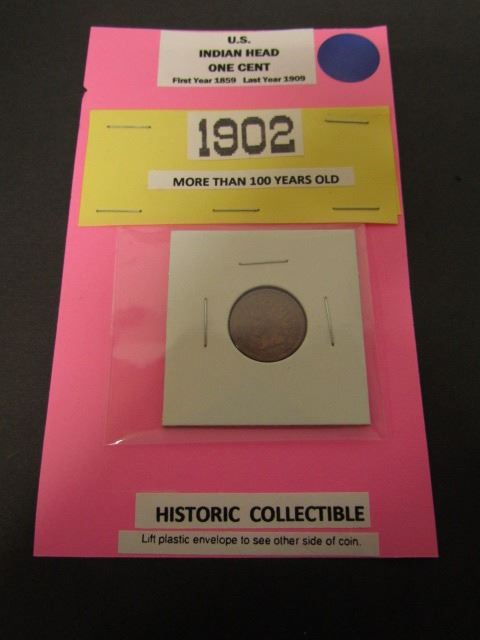 U.S.
INDIAN HEAD
ONE CENT
First Year 1859 Last Year 1909
1902
MORE THAN 100 YEARS OLD
HISTORIC COLLECTIBLE
Lift plastic envelope to see other side of coin.